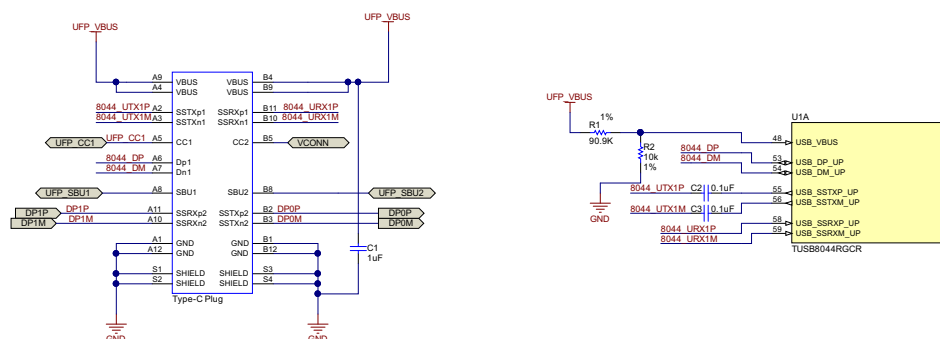 UFP_VBUS
UFP_VBUS
A9 VBUS VBUS B4
A4 VBUS VBUS B9
8044_UTX1P A2 SSTXp1 SSRXp1 B11 8044_URX1P
8044_UTX1M A3 SSTXn1 SSRXn1 B10 8044_URX1M
UFP_CC1 UFP_CC1 A5 CC1 CC2 B5 VCONN
8044_DP A6 Dp1
8044_DM A7 Dn1
UFP_SBU1 A8 SBU1 SBU2 B8 UFP_SBU2
DP1P DP1P A11 SSRXp2 SSTXp2 B2 DP0P DP0P
DP1M DP1M A10 SSRXn2 SSTXn2 B3 DP0M DP0M
A1 GND GND B1
A12 GND GND B12
C1
1uF
S1 SHIELD SHIELD S3
S2 SHIELD SHIELD S4
Type-C Plug
GND
GND
UFP_VBUS
R1
1%
90.9K
R2
10k
1%
GND
U1A
48 USB_VBUS
8044_DP 53 USB_DP_UP
8044_DM 54 USB_DM_UP
8044_UTX1P C2 0.1uF 55 USB_SSTXP_UP
8044_UTX1M C3 0.1uF 56 USB_SSTXM_UP
8044_URX1P 58 USB_SSRXP_UP
8044_URX1M 59 USB_SSRXM_UP
TUSB8044RGCR